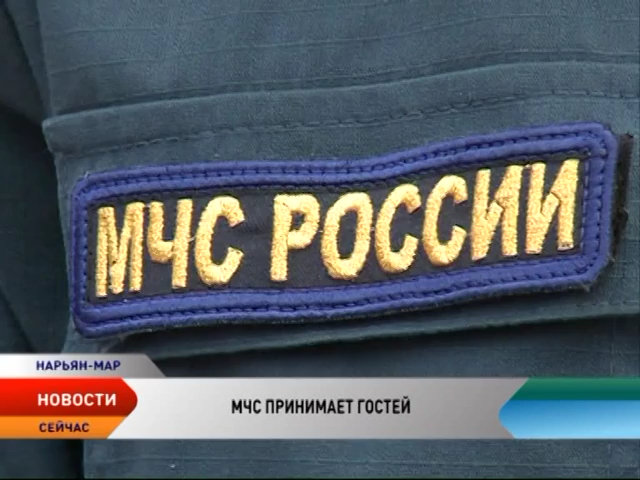 МЧС РОССИИ
НАРЬЯН-МАР
НОВОСТИ
СЕЙЧАС
МЧС ПРИНИМАЕТ ГОСТЕЙ